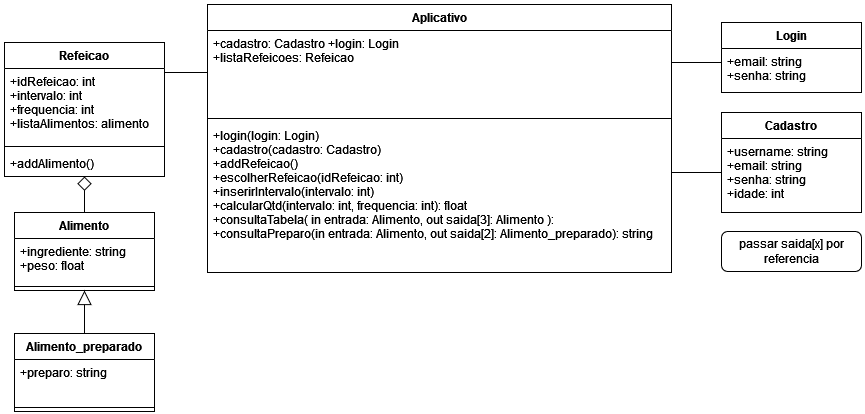 Refeicao
+idRefeicao: int
+intervalo: int
+frequencia: int
+listaAlimentos: alimento
+addAlimento()
Alimento
+ingrediente: string
+peso: float
Alimento_preparado
+preparo: string
Aplicativo
+cadastro: Cadastro +login: Login
+listaRefeicoes: Refeicao
+login(login: Login)
+cadastro(cadastro: Cadastro)
+addRefeicao()
+escolherRefeicao(idRefeicao: int)
+inserirIntervalo(intervalo: int)
+calcularQtd(intervalo: int, frequencia: int): float
+consultaTabela( in entrada: Alimento, out saida[3]: Alimento ):
+consultaPreparo(in entrada: Alimento, out saida[2]: Alimento_preparado): string
Login
+email: string
+senha: string
Cadastro
+username: string
+email: string
+senha: string
+idade: int
passar saida[x] por
referencia